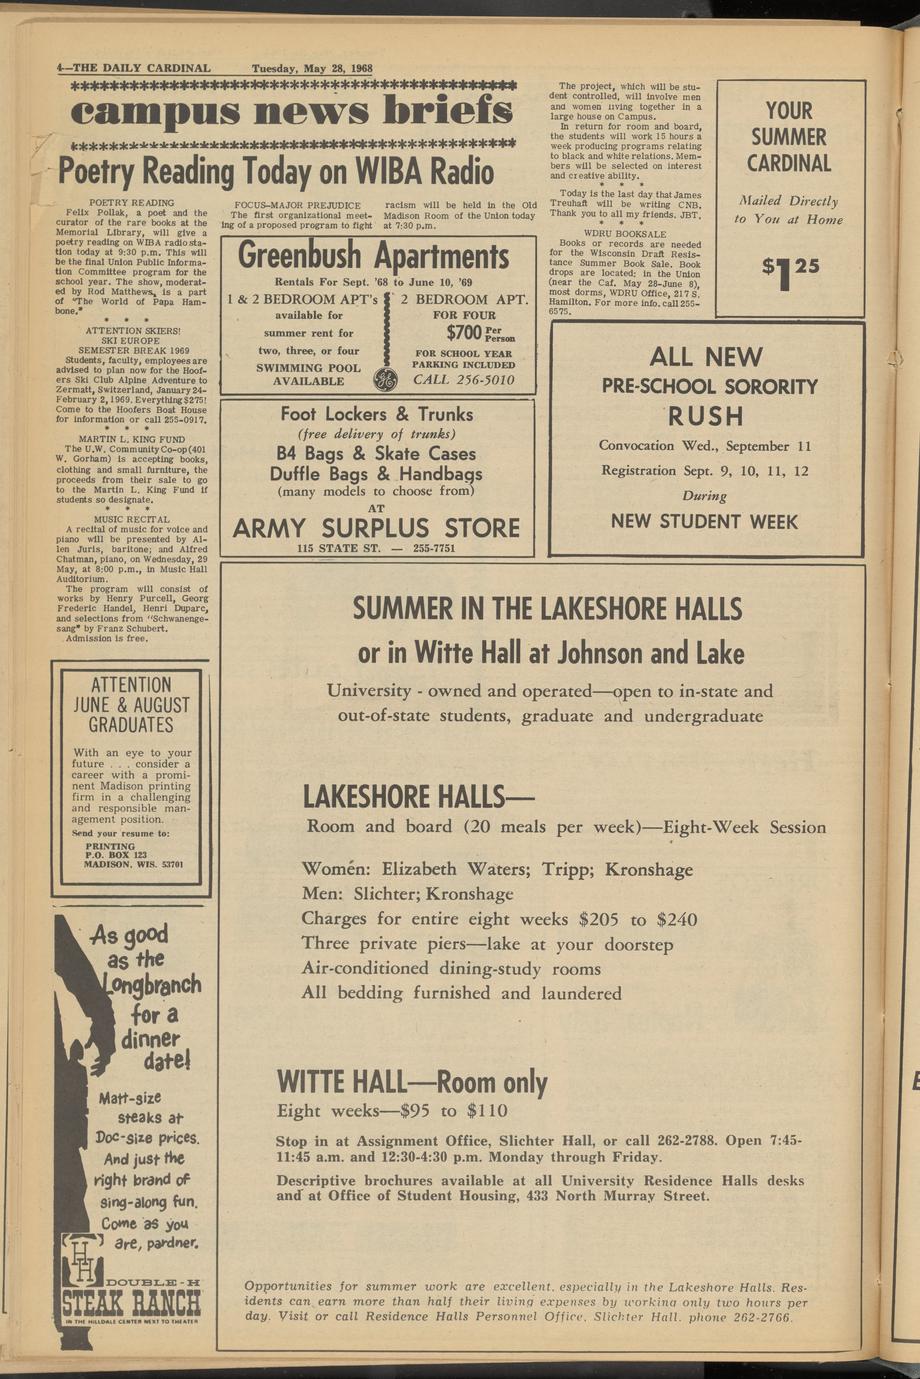 4—THE DAILY CARDINAL Tuesday, May 28, 1968
campus news briefs
Poetry Reading Today on WIBA Radio
POETRY READING
Felix Pollak, a poet and the
curator of the rare books at the
Memorial Library, will give a
poetry reading on WIBA radio sta-
tion today at 9:30 p.m. This will
be the final Union Public Informa-
tion Committee program for the
school year. The show, moderat-
ed by Rod Matthews, is a part
of "The World of Papa Ham-
bone."
* * *
ATTENTION SKIERS!
SKI EUROPE
SEMESTER BREAK 1969
Students, faculty, employees are
advised to plan now for the Hoof-
ers Ski Club Alpine Adventure to
Zermatt, Switzerland, January 24-
February 2, 1969. Everything $275!
Come to the Hoofers Boat House
for information or call 255-0917.
* * *
MARTIN L. KING FUND
The U.W. Community Co-op (401
W. Gorham) is accepting books,
clothing and small furniture, the
proceeds from their sale to go
to the Martin L. King Fund if
students so designate.
* * *
MUSIC RECITAL
A recital of music for voice and
piano will be presented by Al-
len Juris, baritone; and Alfred
Chatman, piano, on Wednesday, 29
May, at 8:00 p.m., in Music Hall
Auditorium.
The program will consist of
works by Henry Purcell, Georg
Frederic Handel, Henri Duparc,
and selections from "Schwanenge-
sang" by Franz Schubert.
Admission is free.
FOCUS-MAJOR PREJUDICE
The first organizational meet-
ing of a proposed program to fight
racism will be held in the Old
Madison Room of the Union today
at 7:30 p.m.
The project, which will be stu-
dent controlled, will involve men
and women living together in a
large house on Campus.
In return for room and board,
the students will work 15 hours a
week producing programs relating
to black and white relations. Mem-
bers will be selected on interest
and creative ability.
* * *
Today is the last day that James
Treuhaft will be writing CNB.
Thank you to all my friends. JBT.
* * *
WDRU BOOKSALE
Books or records are needed
for the Wisconsin Draft Resis-
tance Summer Book Sale. Book
drops are located: in the Union
(near the Caf. May 28-June 8),
most dorms, WDRU Office, 217 S.
Hamilton. For more info. call 255-
6575.
YOUR
SUMMER
CARDINAL
Mailed Directly
to You at Home
$1 25
Greenbush Apartments
Rentals For Sept. '68 to June 10, '69
1 & 2 BEDROOM APT's
available for
summer rent for
two, three, or four
SWIMMING POOL
AVAILABLE
2 BEDROOM APT.
FOR FOUR
$700 Per Person
FOR SCHOOL YEAR
PARKING INCLUDED
CALL 256-5010
Foot Lockers & Trunks
(free delivery of trunks)
B4 Bags & Skate Cases
Duffle Bags & Handbags
(many models to choose from)
AT
ARMY SURPLUS STORE
115 STATE ST. — 255-7751
ALL NEW
PRE-SCHOOL SORORITY
RUSH
Convocation Wed., September 11
Registration Sept. 9, 10, 11, 12
During
NEW STUDENT WEEK
SUMMER IN THE LAKESHORE HALLS
or in Witte Hall at Johnson and Lake
University - owned and operated—open to in-state and
out-of-state students, graduate and undergraduate
LAKESHORE HALLS—
Room and board (20 meals per week)—Eight-Week Session
Women: Elizabeth Waters; Tripp; Kronshage
Men: Slichter; Kronshage
Charges for entire eight weeks $205 to $240
Three private piers—lake at your doorstep
Air-conditioned dining-study rooms
All bedding furnished and laundered
WITTE HALL—Room only
Eight weeks—$95 to $110
Stop in at Assignment Office, Slichter Hall, or call 262-2788. Open 7:45-
11:45 a.m. and 12:30-4:30 p.m. Monday through Friday.
Descriptive brochures available at all University Residence Halls desks
and at Office of Student Housing, 433 North Murray Street.
Opportunities for summer work are excellent, especially in the Lakeshore Halls. Res-
idents can earn more than half their living expenses by working only two hours per
day. Visit or call Residence Halls Personnel Office, Slichter Hall, phone 262-2766.
ATTENTION
JUNE & AUGUST
GRADUATES
With an eye to your
future . . . consider a
career with a promi-
nent Madison printing
firm in a challenging
and responsible man-
agement position.
Send your resume to:
PRINTING
P.O. BOX 123
MADISON, WIS. 53701
As good
as the
Longbranch
for a
dinner
date!
Matt-size
steaks at
Doc-size prices.
And just the
right brand of
sing-along fun.
Come as you
are, pardner.
HH
DOUBLE-H
STEAK RANCH
IN THE HILLDALE CENTER NEXT TO THEATER